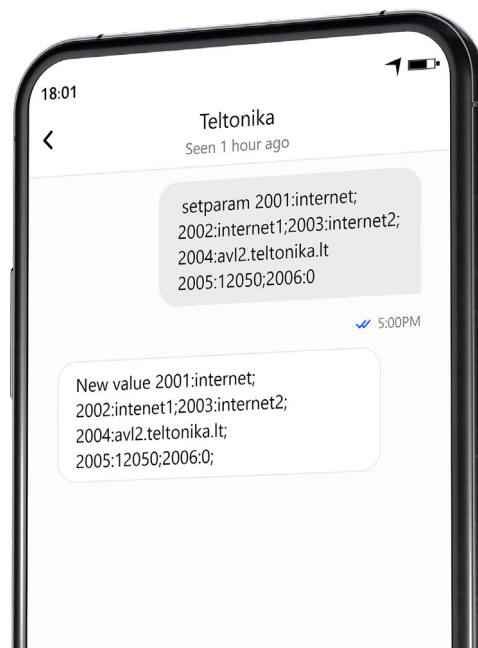 18:01
Teltonika
Seen 1 hour ago
setparam 2001:internet;
2002:internet1;2003:internet2;
2004:avl2.teltonika.lt
2005:12050;2006:0
5:00PM
New value 2001:internet;
2002:intenet1;2003:internet2;
2004:avl2.teltonika.lt;
2005:12050;2006:0;